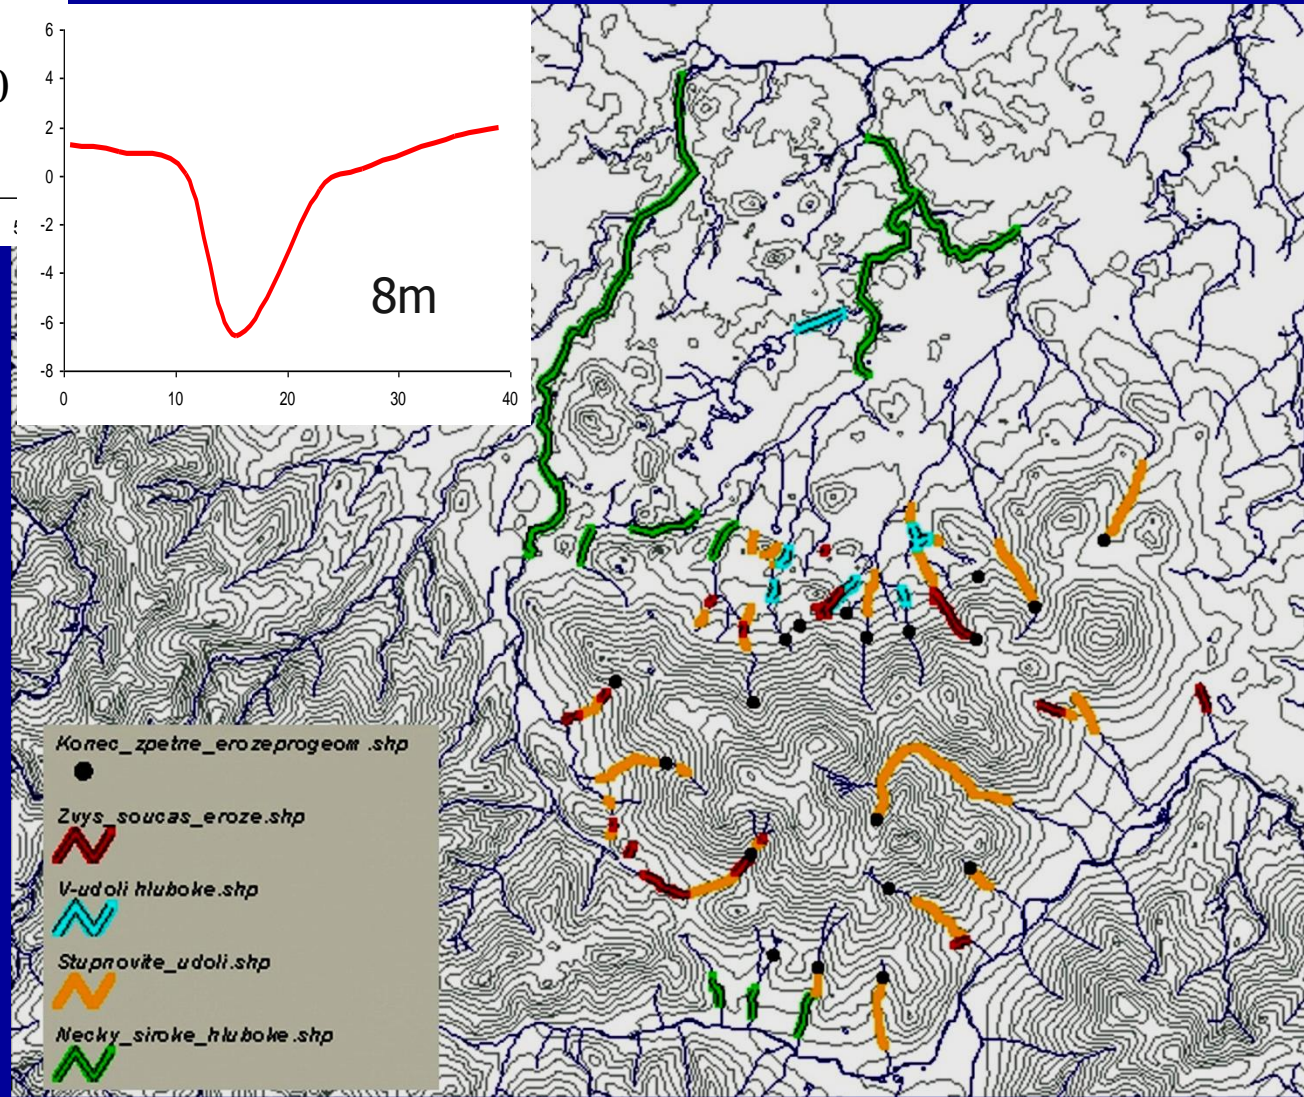 )
6
4
2
0
-2
-4
-6
-8
0
10
20
30
40
8m
Konec_zpetne_erozeprogeom .shp
Zvys_soucas_eroze.shp
V-udoli hluboke.shp
Stupnovite_udoli.shp
Necky_siroke_hluboke.shp